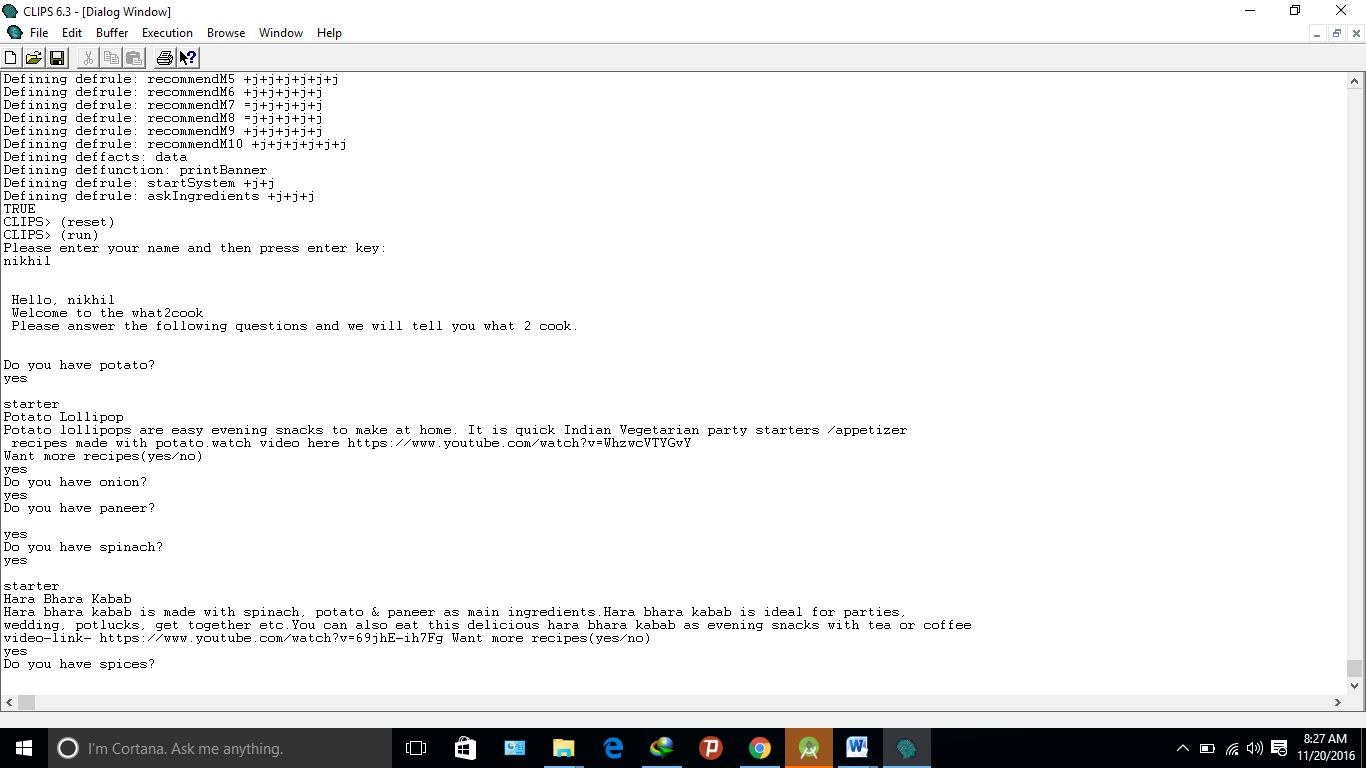 CLIPS 6.3 - [Dialog Window]
File Edit Buffer Execution Browse Window Help
Defining defrule: recommendM5 +j+j+j+j+j+j
Defining defrule: recommendM6 +j+j+j+j+j
Defining defrule: recommendM7 =j+j+j+j+j
Defining defrule: recommendM8 =j+j+j+j+j
Defining defrule: recommendM9 +j+j+j+j+j
Defining defrule: recommendM10 +j+j+j+j+j+j
Defining deffacts: data
Defining deffunction: printBanner
Defining defrule: startSystem +j+j
Defining defrule: askIngredients +j+j+j
TRUE
CLIPS> (reset)
CLIPS> (run)
Please enter your name and then press enter key:
nikhil
Hello, nikhil
Welcome to the what2cook
Please answer the following questions and we will tell you what 2 cook.
Do you have potato?
yes
starter
Potato Lollipop
Potato lollipops are easy evening snacks to make at home. It is quick Indian Vegetarian party starters /appetizer
recipes made with potato.watch video here https://www.youtube.com/watch?v=WhzwcVTYGvY
Want more recipes(yes/no)
yes
Do you have onion?
yes
Do you have paneer?
yes
Do you have spinach?
yes
starter
Hara Bhara Kabab
Hara bhara kabab is made with spinach, potato & paneer as main ingredients.Hara bhara kabab is ideal for parties,
wedding, potlucks, get together etc.You can also eat this delicious hara bhara kabab as evening snacks with tea or coffee
video-link- https://www.youtube.com/watch?v=69jhE-ih7Fg Want more recipes(yes/no)
yes
Do you have spices?
I'm Cortana. Ask me anything.
8:27 AM
11/20/2016